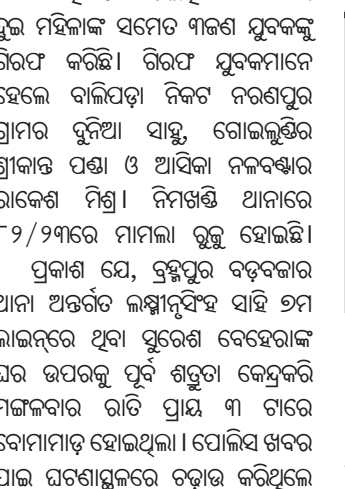 ଦୁଇ ମହିଳାଙ୍କ ସମେତ ୩ଜଣ ଯୁବକଙ୍କୁ
ଗିରଫ କରିଛି। ଗିରଫ ଯୁବକମାନେ
ହେଲେ ବାଲିପଡ଼ା ନିକଟ ନରଣପୁର
ଗ୍ରାମର ଦୁନିଆ ସାହୁ, ଗୋଇଲୁଣ୍ଡିର
ଶ୍ରୀକାନ୍ତ ପଣ୍ଡା ଓ ଆସିକା ନଳବଣ୍ଟାର
ରାକେଶ ମିଶ୍ର। ନିମଖଣ୍ଡି ଥାନାରେ
୮୨/୨୩ରେ ମାମଲା ରୁଜୁ ହୋଇଛି।
ପ୍ରକାଶ ଯେ, ବ୍ରହ୍ମପୁର ବଡ଼ବଜାର
ଥାନା ଅନ୍ତର୍ଗତ ଲକ୍ଷ୍ମୀନୃସିଂହ ସାହି ୭ମ
ଲାଇନ୍‌ରେ ଥିବା ସୁରେଶ ବେହେରାଙ୍କ
ଘର ଉପରକୁ ପୂର୍ବ ଶତ୍ରୁତା କେନ୍ଦ୍ରକରି
ମଙ୍ଗଳବାର ରାତି ପ୍ରାୟ ୩ ଟାରେ
ବୋମାମାଡ଼ ହୋଇଥିଲା। ପୋଲିସ ଖବର
ପାଇ ଘଟଣାସ୍ଥଳରେ ଚଢ଼ାଉ କରିଥିଲେ